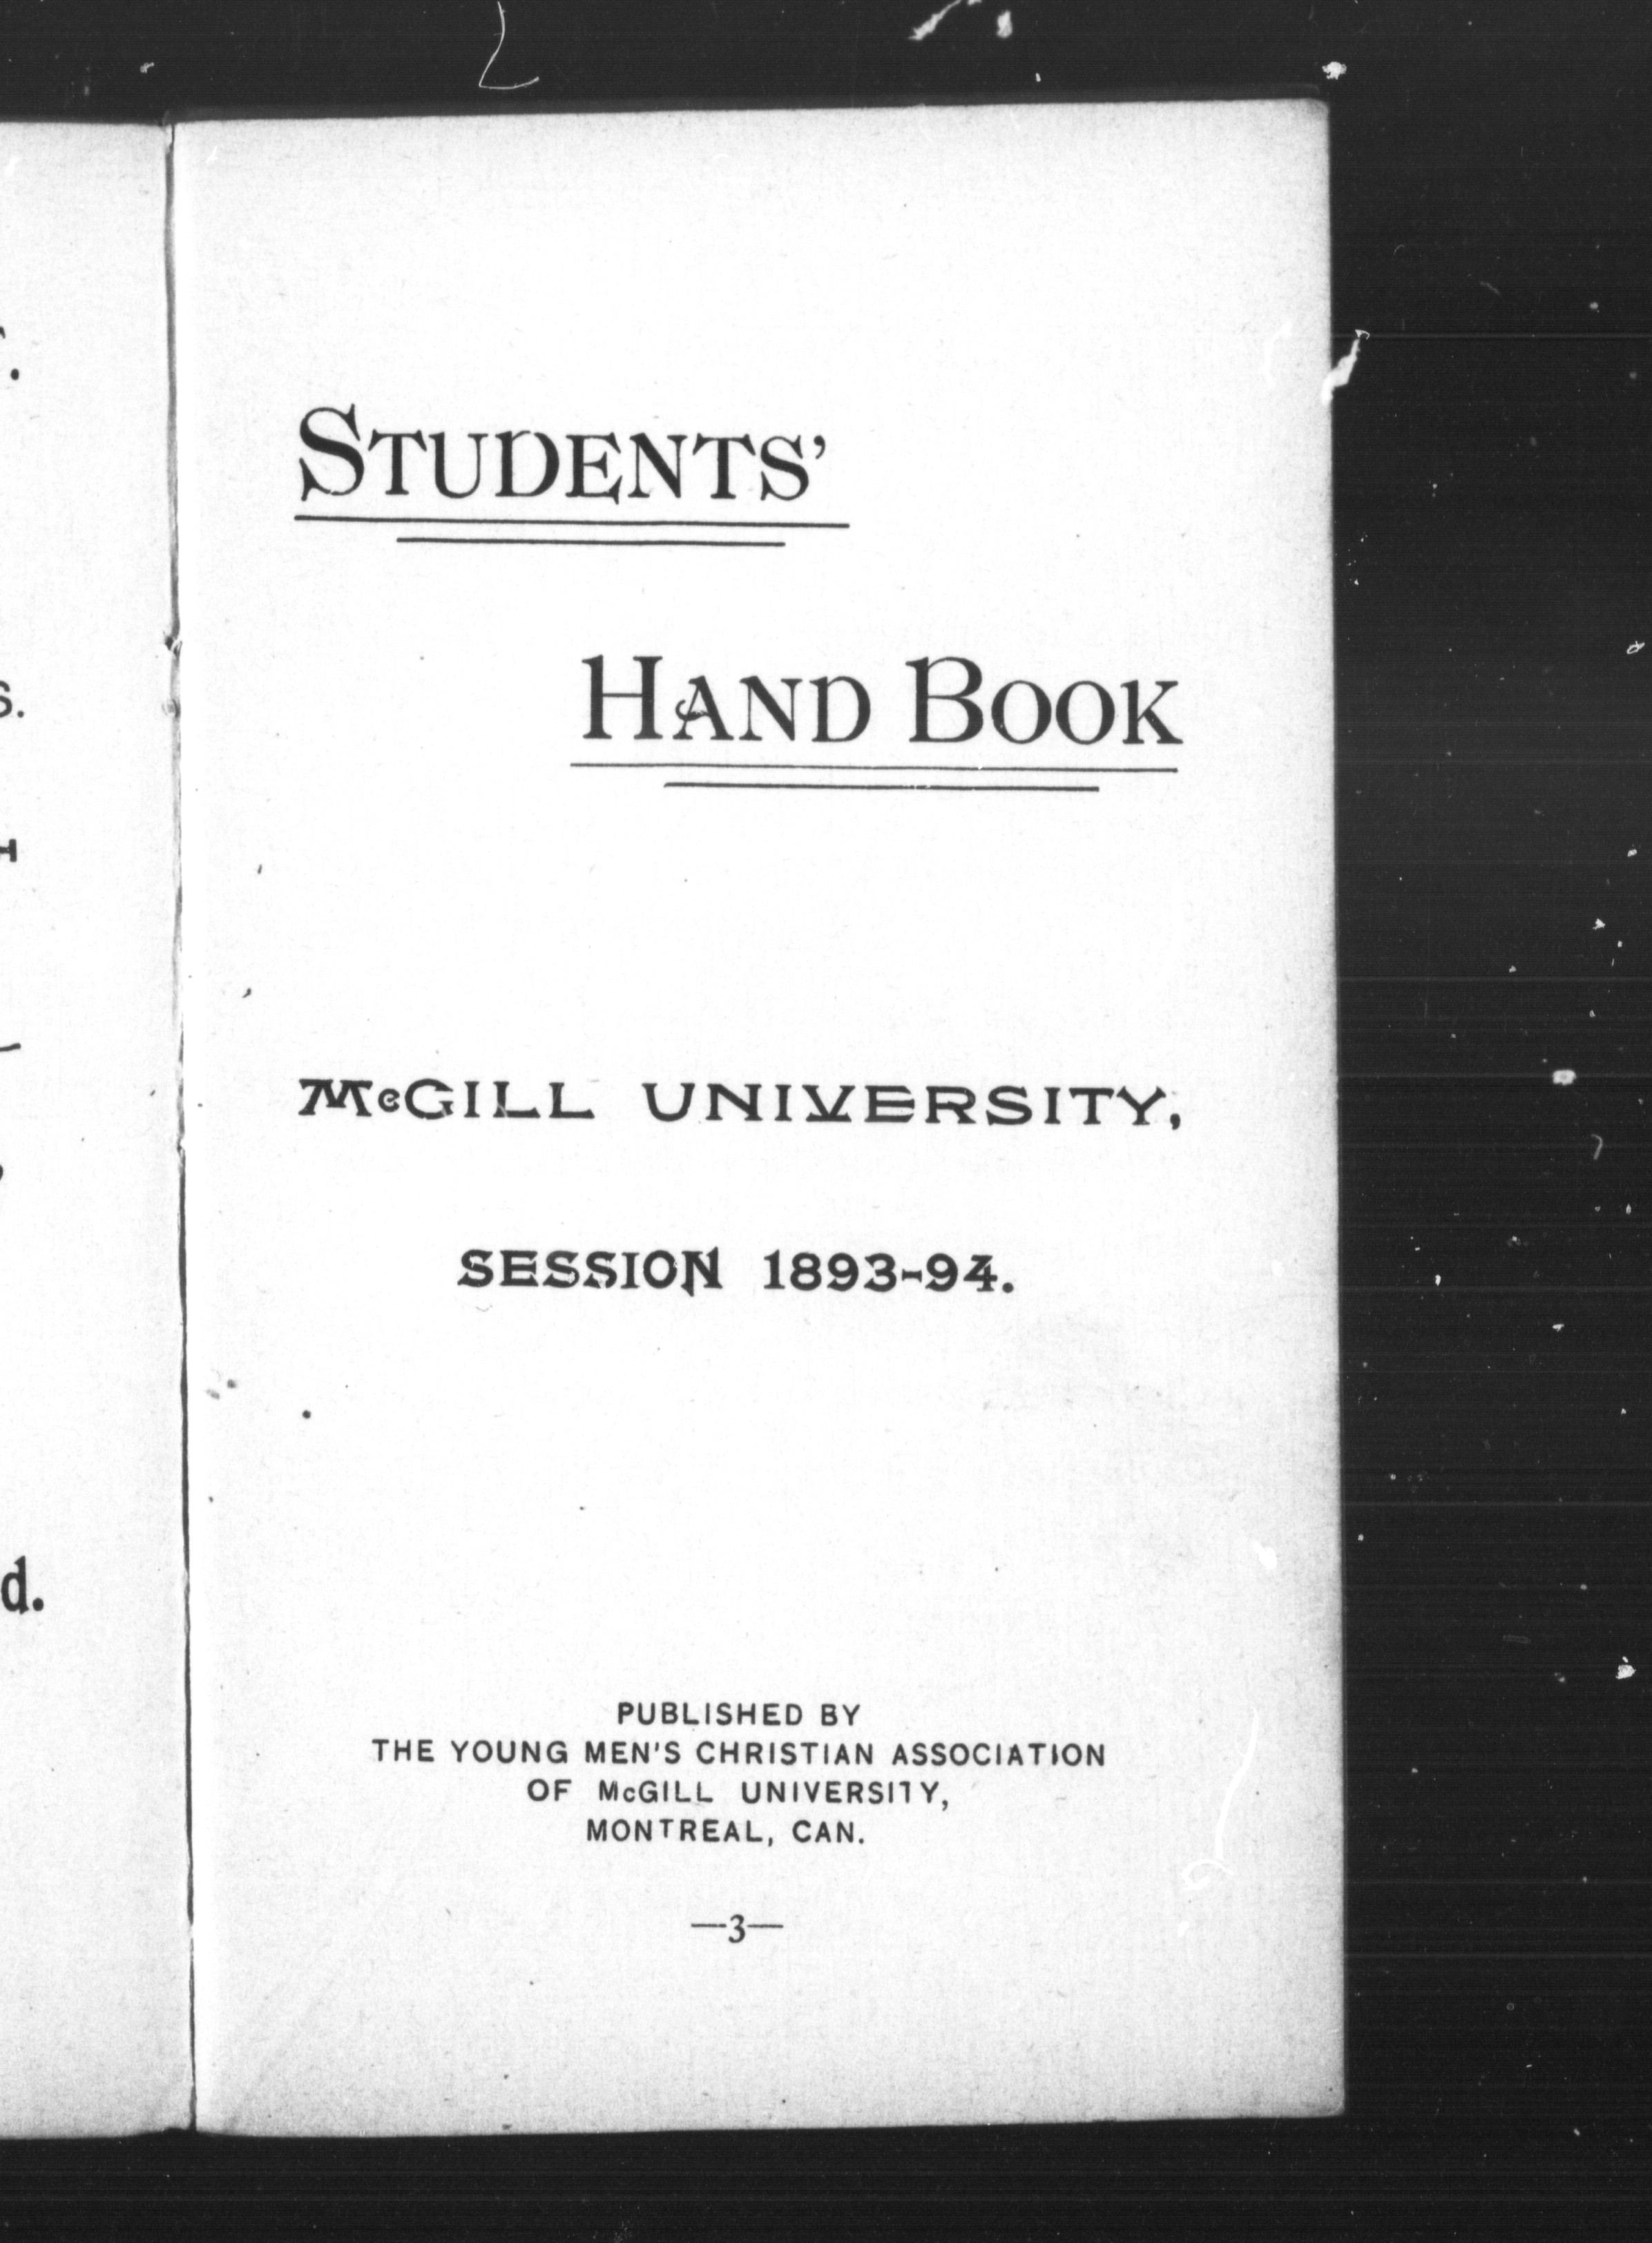 STUDENTS'
HAND BOOK
McGILL UNIVERSITY,
SESSION 1893-94.
PUBLISHED BY
THE YOUNG MEN'S CHRISTIAN ASSOCIATION
OF McGILL UNIVERSITY,
MONTREAL, CAN.
—3—